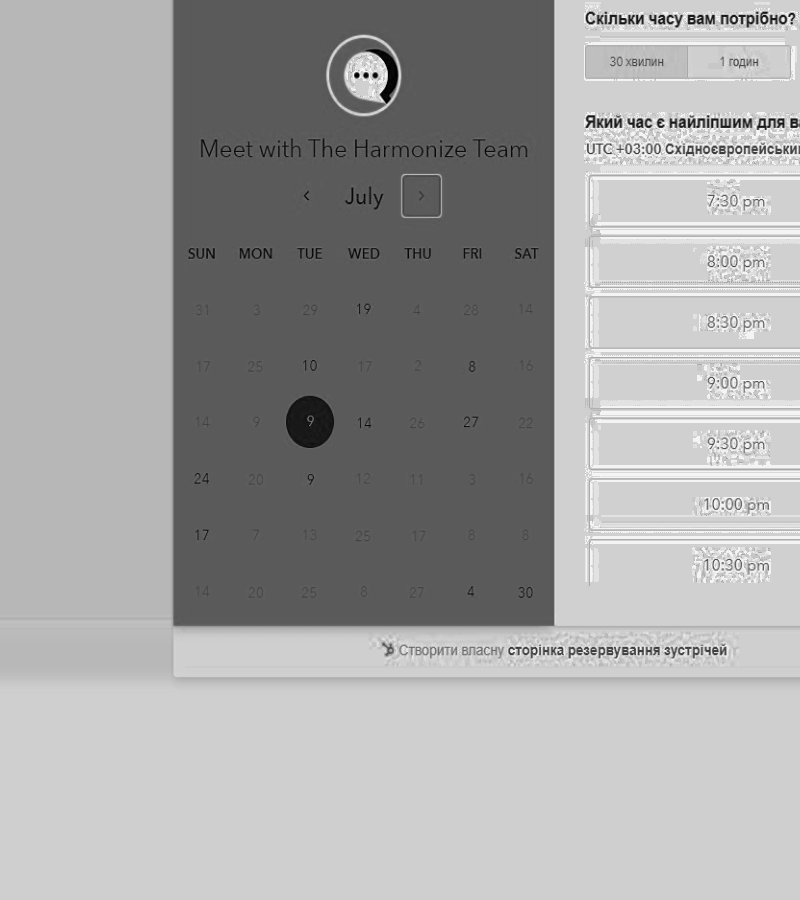 Meet with The Harmonize Team
July
SUN MON TUE WED THU FRI SAT
31 3 29 19 4 28 14
17 25 10 17 2 8 16
14 9 9 14 26 27 22
24 20 9 12 11 3 16
17 7 13 25 17 8 8
14 20 25 8 27 4 30
Скільки часу вам потрібно?
30 хвилин 1 годин
Який час є найліпшим для
UTC +03:00 Східноєвропейськи
7:30 pm
8:00 pm
8:30 pm
9:00 pm
9:30 pm
10:00 pm
10:30 pm
Створити власну сторінка резервування зустрічей